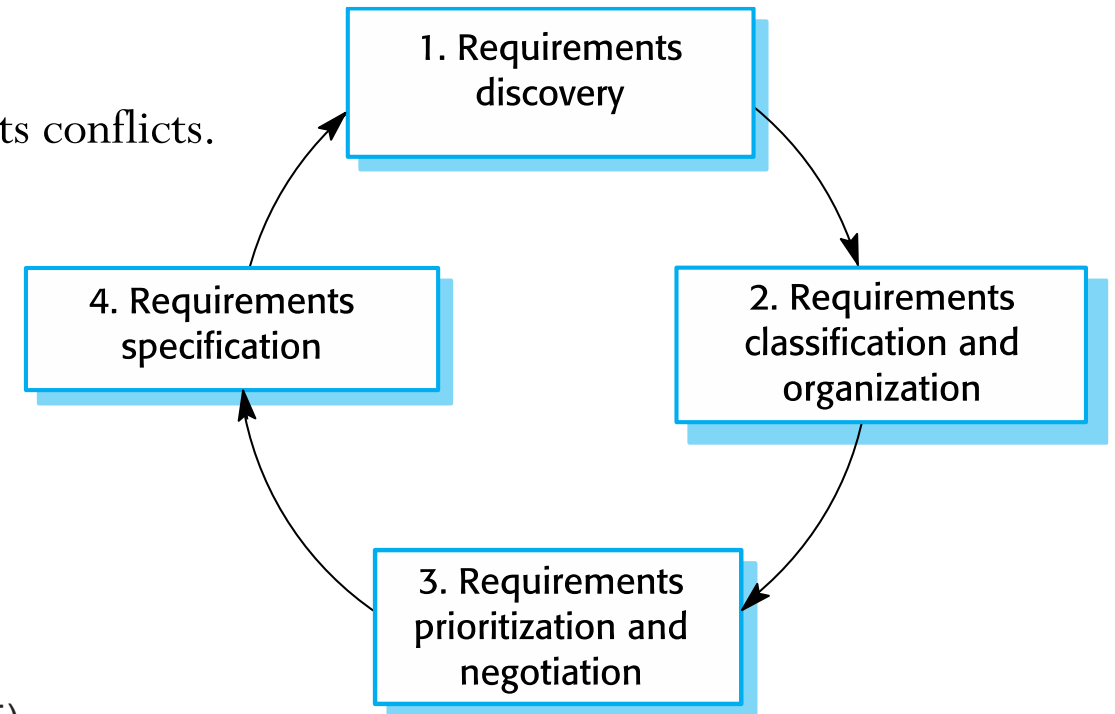 1. Requirements
discovery
ts conflicts.
4. Requirements
specification
2. Requirements
classification and
organization
3. Requirements
prioritization and
negotiation